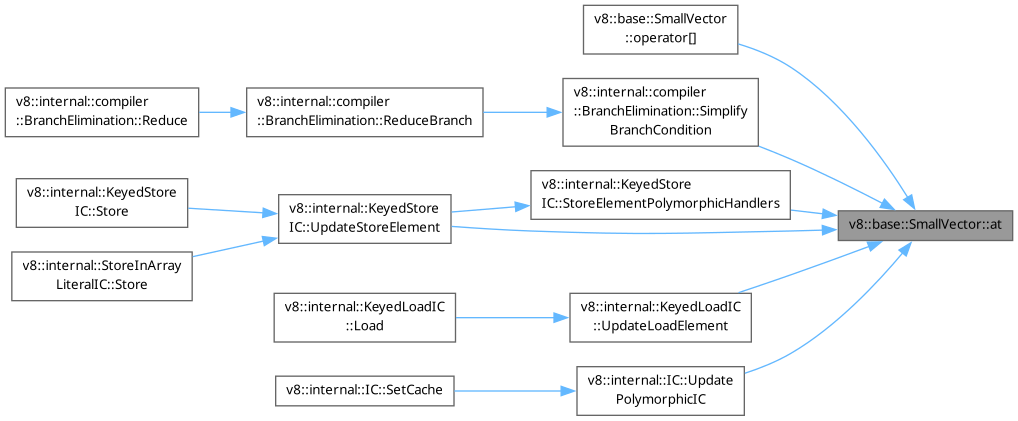 v8::base::SmallVector
::operator[]
v8::internal::compiler
::BranchElimination::Reduce
v8::internal::compiler
::BranchElimination::ReduceBranch
v8::internal::compiler
::BranchElimination::Simplify
BranchCondition
v8::internal::KeyedStore
IC::Store
v8::internal::KeyedStore
IC::UpdateStoreElement
v8::internal::KeyedStore
IC::StoreElementPolymorphicHandlers
v8::base::SmallVector::at
v8::internal::StoreInArray
LiteralIC::Store
v8::internal::KeyedLoadIC
::Load
v8::internal::KeyedLoadIC
::UpdateLoadElement
v8::internal::IC::SetCache
v8::internal::IC::Update
PolymorphicIC